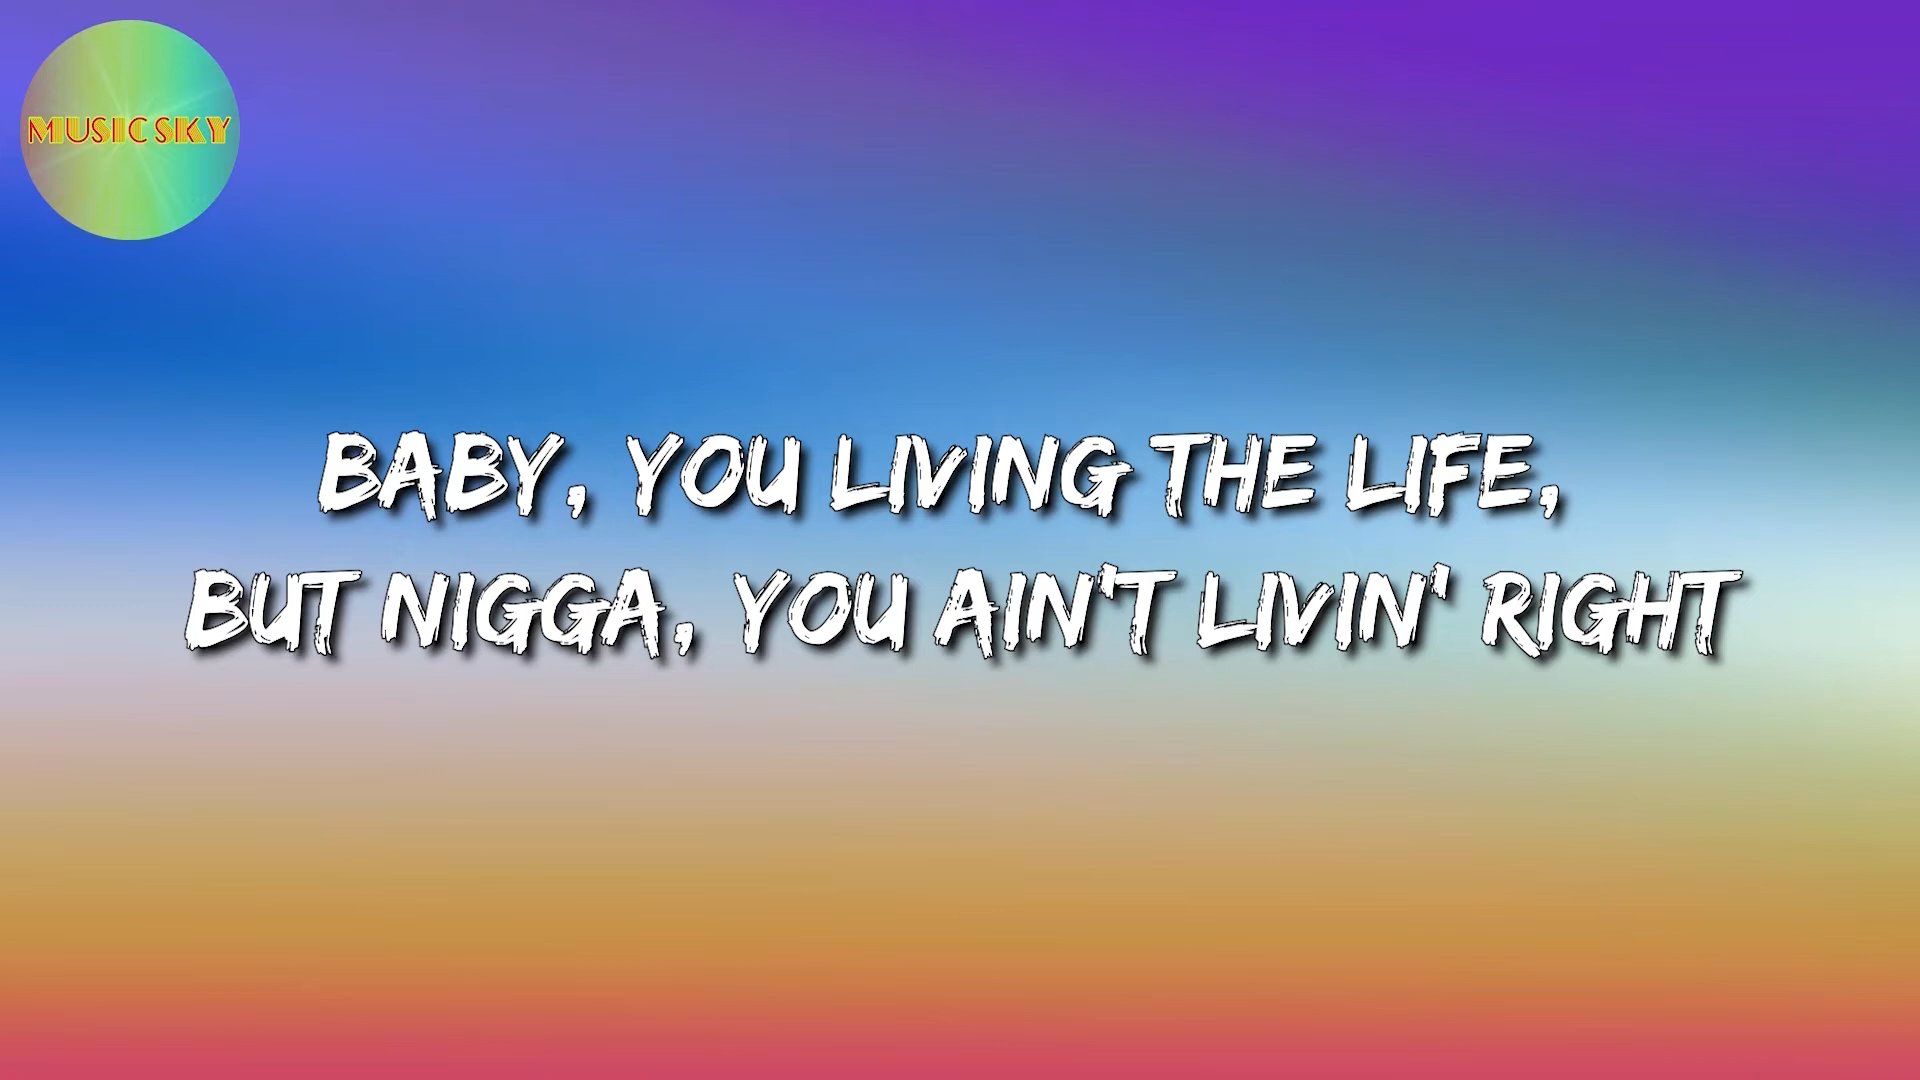 MUSIC SKY
BABY, YOU LIVING THE LIFE,
BUT NIGGA, YOU AIN'T LIVIN' RIGHT